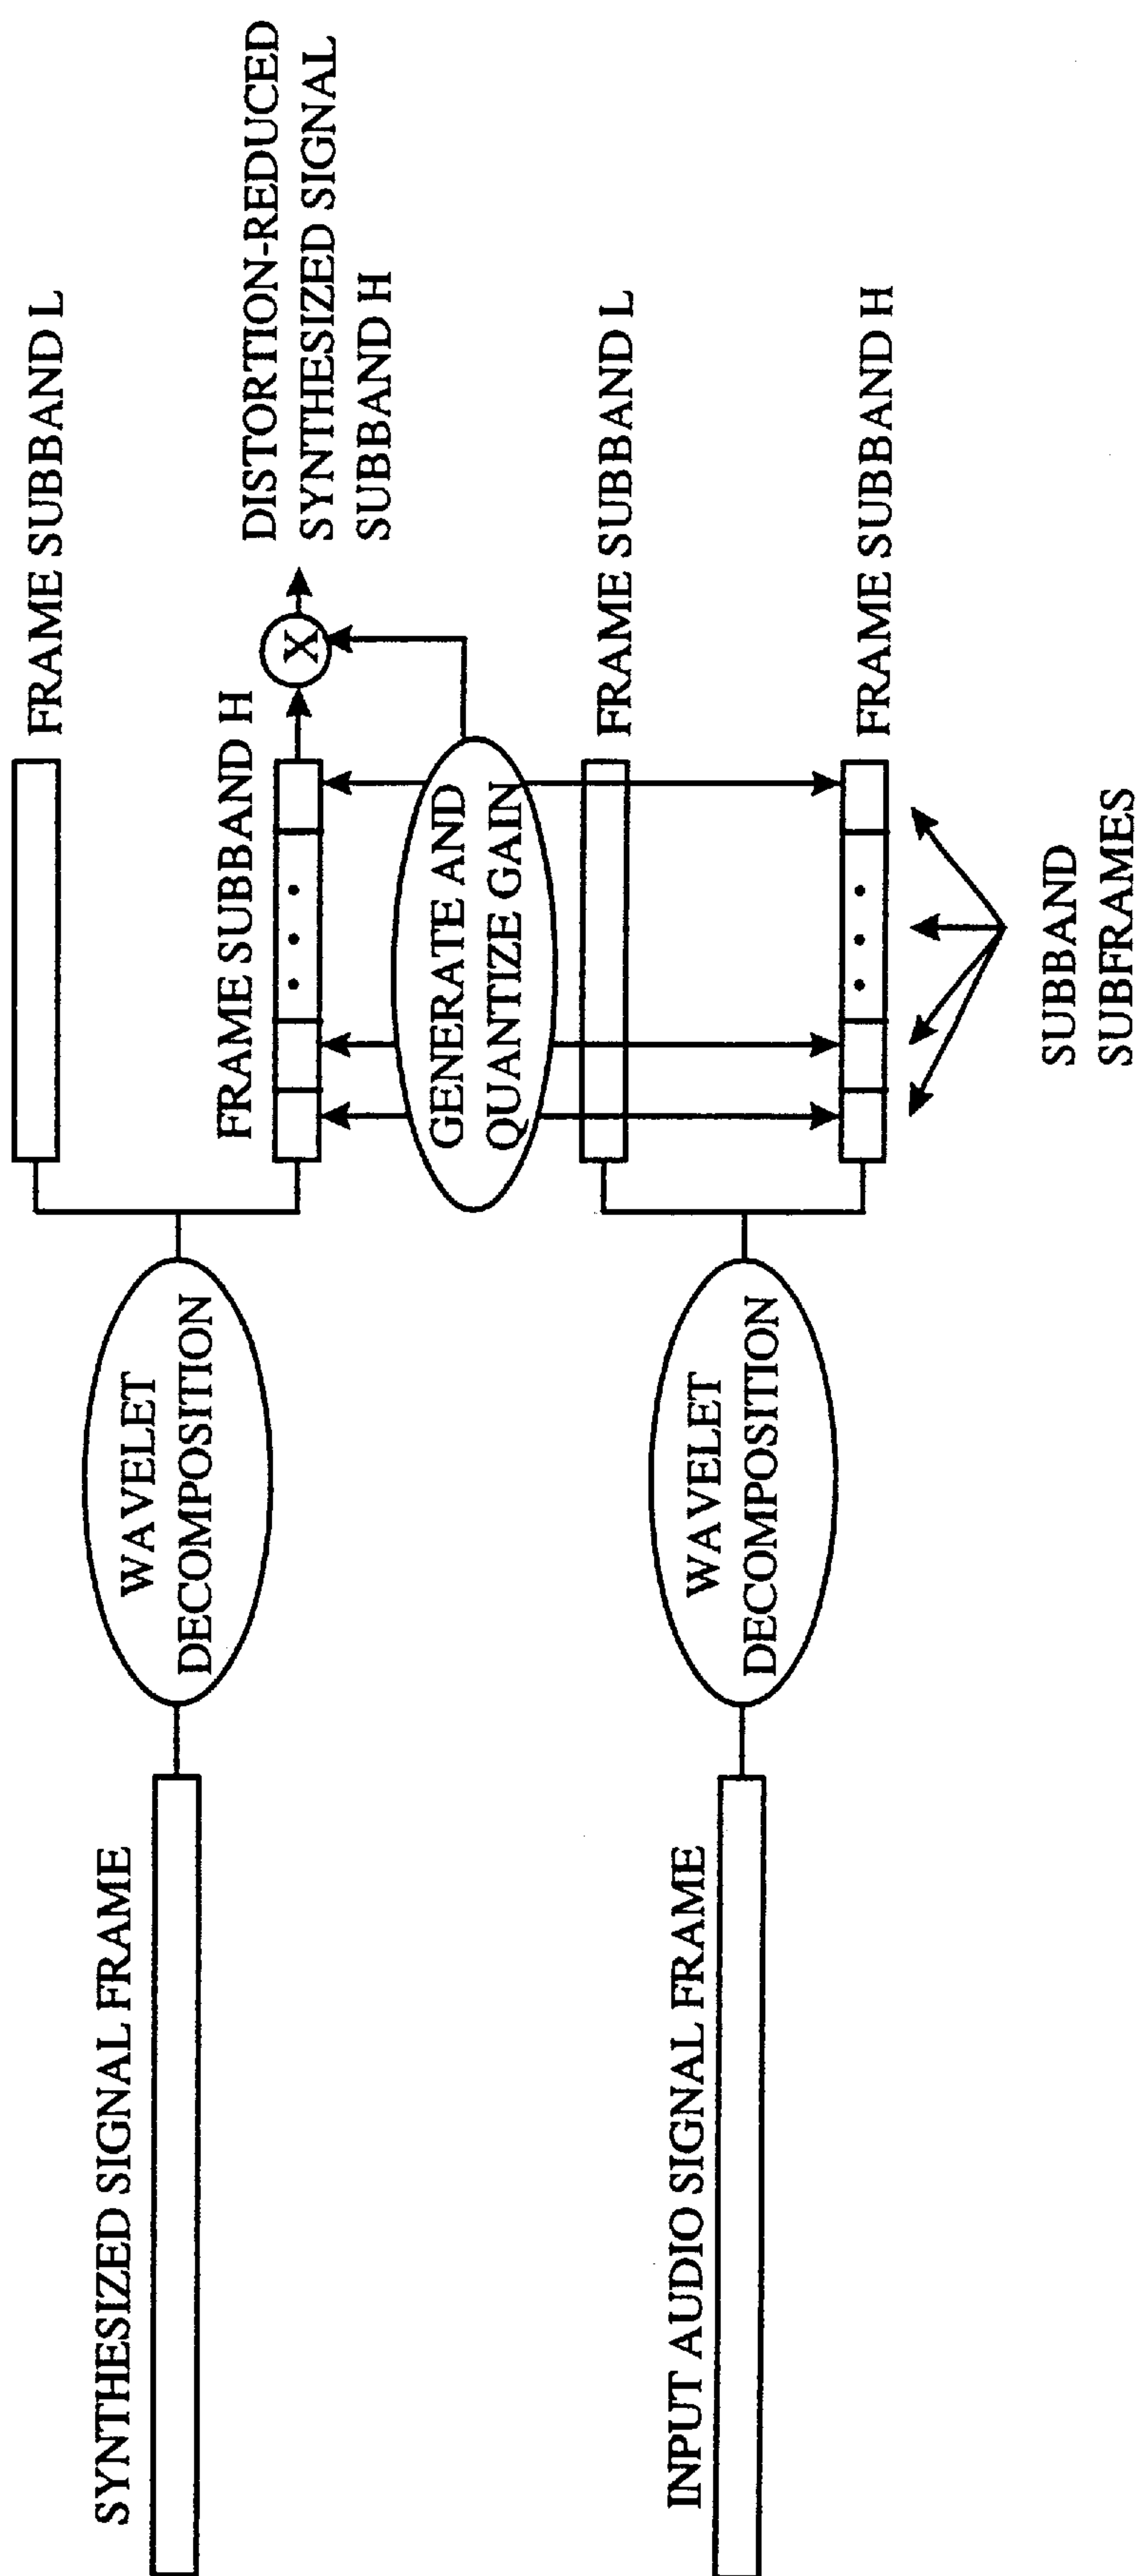 SYNTHESIZED SIGNAL FRAME
WAVELET
DECOMPOSITION
FRAME SUBBAND L
FRAME SUBBAND H
X
DISTORTION-REDUCED
SYNTHESIZED SIGNAL
SUBBAND H
GENERATE AND
QUANTIZE GAIN
INPUT AUDIO SIGNAL FRAME
WAVELET
DECOMPOSITION
FRAME SUBBAND L
FRAME SUBBAND H
SUBBAND
SUBFRAMES